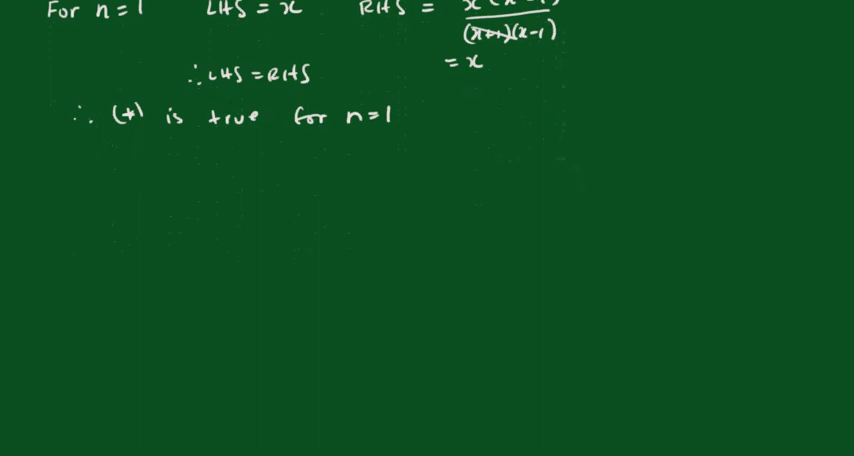 For n = 1 LHS = x RHS =
(x+1)(x-1)
= x
∴ LHS = RHS
∴ (*) is true for n = 1